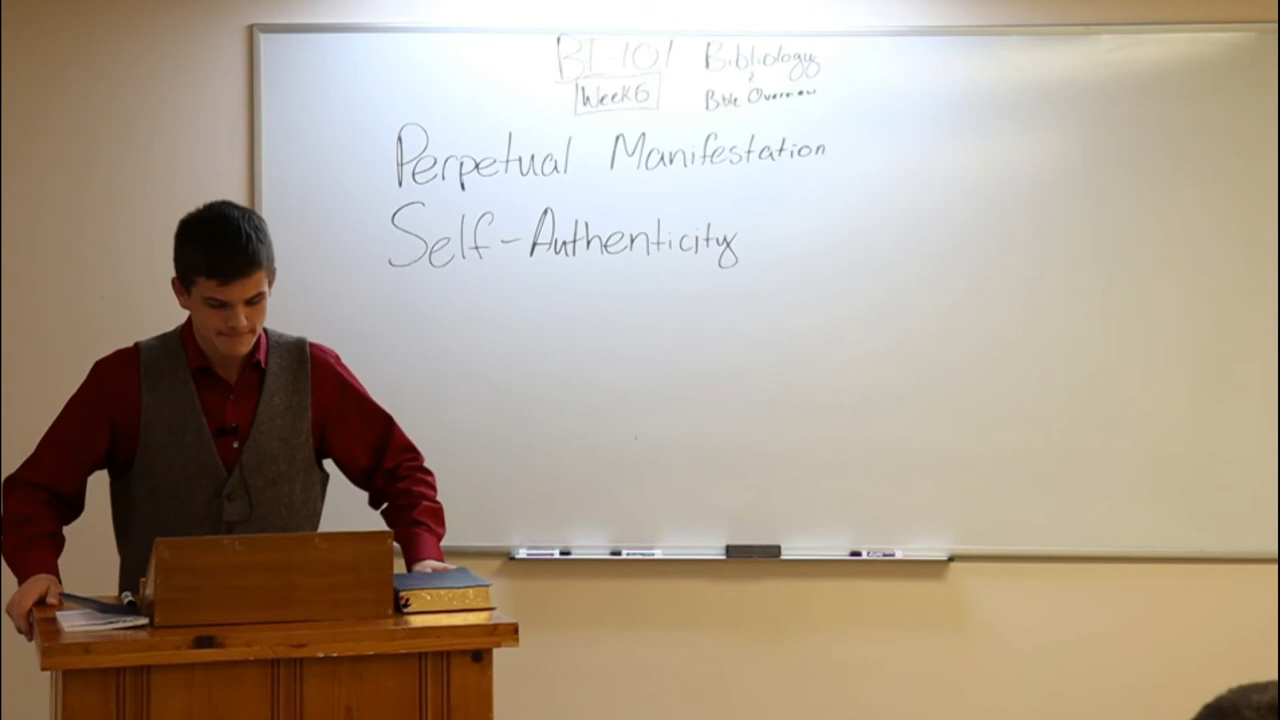 BI-101 Bibliology
Week 6 & Bible Overview
Perpetual Manifestation
Self-Authenticity